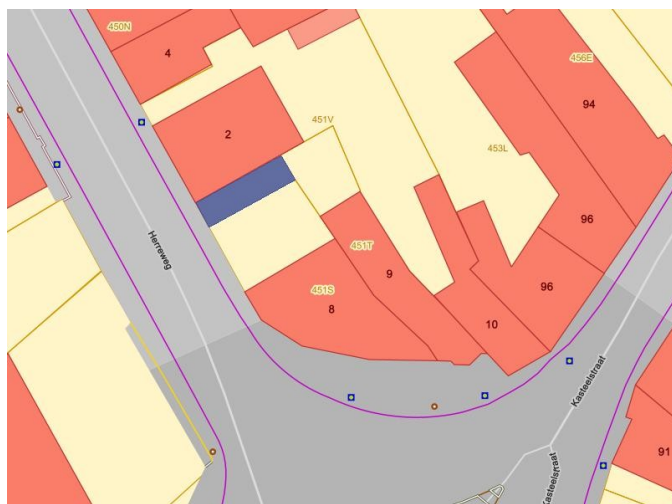 450N
4
456E
94
2
451V
453L
96
Herreweg
451T
9
96
451S
8
10
Kasteelstraat
91
Kasteelstraat